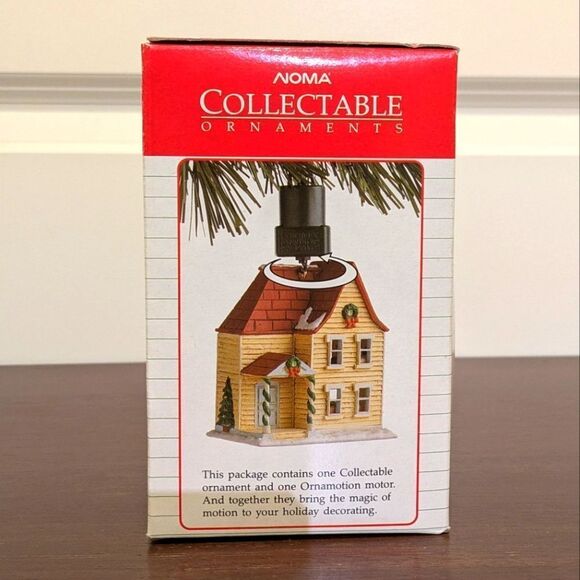 NOMA
COLLECTABLE
ORNAMENTS
This package contains one Collectable
ornament and one Ornamotion motor.
And together they bring the magic of
motion to your holiday decorating.